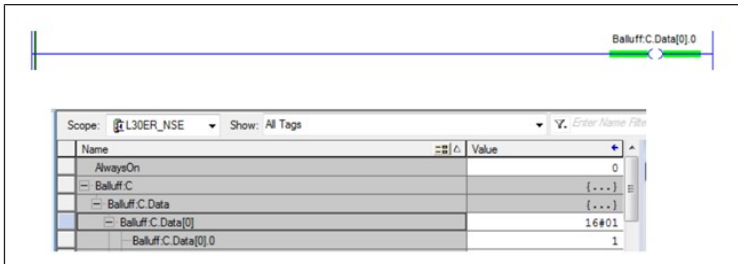 Balluff:C.Data[0].0
Scope: L30ER_NSE Show: All Tags Enter Name Filte
Name Value
AlwaysOn 0
Balluff:C {...}
Balluff:C.Data {...}
Balluff:C.Data[0] 16#01
Balluff:C.Data[0].0 1